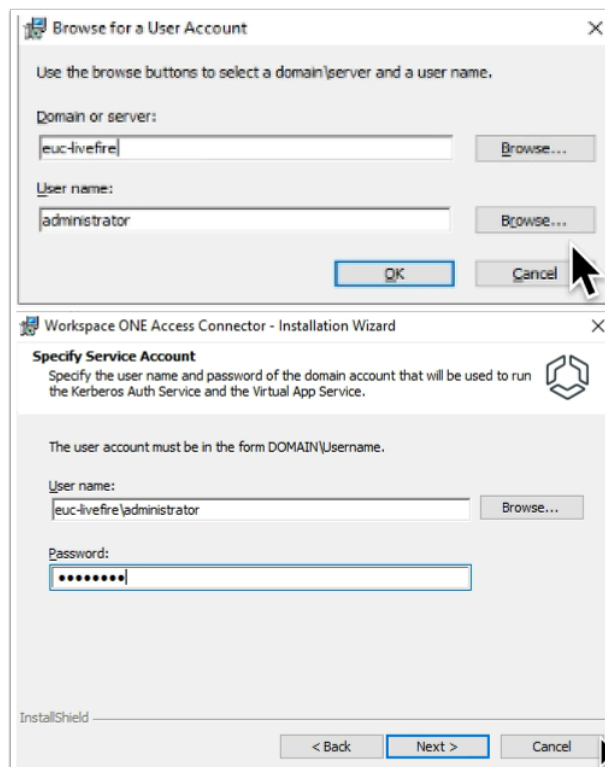 Browse for a User Account
Use the browse buttons to select a domain\server and a user name.
Domain or server:
euc-livefire
Browse...
User name:
administrator
Browse...
OK
Cancel
Workspace ONE Access Connector - Installation Wizard
Specify Service Account
Specify the user name and password of the domain account that will be used to run
the Kerberos Auth Service and the Virtual App Service.
The user account must be in the form DOMAIN\Username.
User name:
euc-livefire\administrator
Browse...
Password:
••••••••
InstallShield
< Back
Next >
Cancel